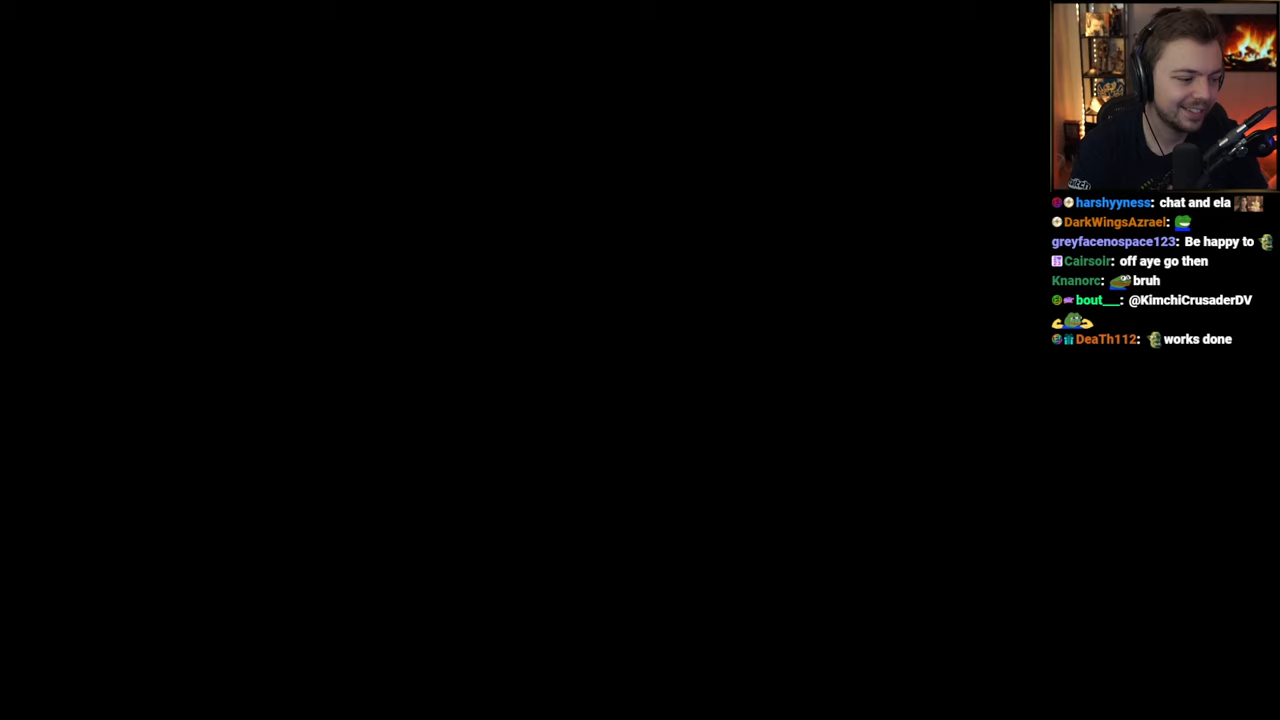 harshyyness: chat and ela
DarkWingsAzrael:
greyfacenospace123: Be happy to
Cairsoir: off aye go then
Knanorc: bruh
bout___: @KimchiCrusaderDV
DeaTh112: works done